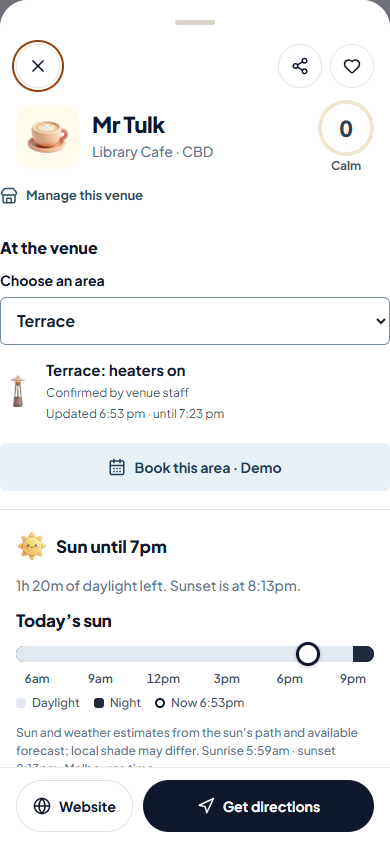 Mr Tulk
Library Cafe · CBD
0
Calm
Manage this venue
At the venue
Choose an area
Terrace
Terrace: heaters on
Confirmed by venue staff
Updated 6:53 pm · until 7:23 pm
Book this area · Demo
Sun until 7pm
1h 20m of daylight left. Sunset is at 8:13pm.
Today’s sun
6am 9am 12pm 3pm 6pm 9pm
Daylight Night Now 6:53pm
Sun and weather estimates from the sun’s path and available
forecast; local shade may differ. Sunrise 5:59am · sunset
8:13pm. Melbourne time.
Website
Get directions